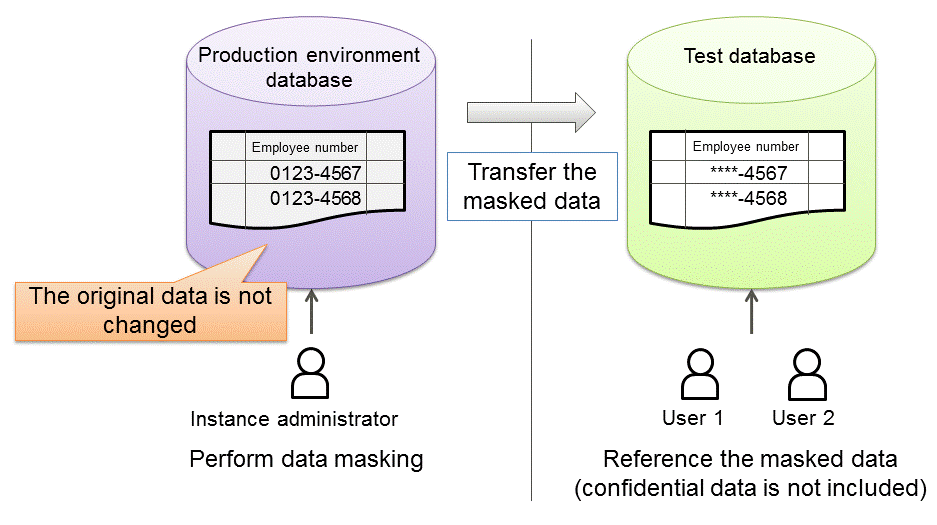 Production environment
database
Employee number
0123-4567
0123-4568
The original data is not
changed
Instance administrator
Perform data masking
Transfer the
masked data
Test database
Employee number
****-4567
****-4568
User 1
User 2
Reference the masked data
(confidential data is not included)